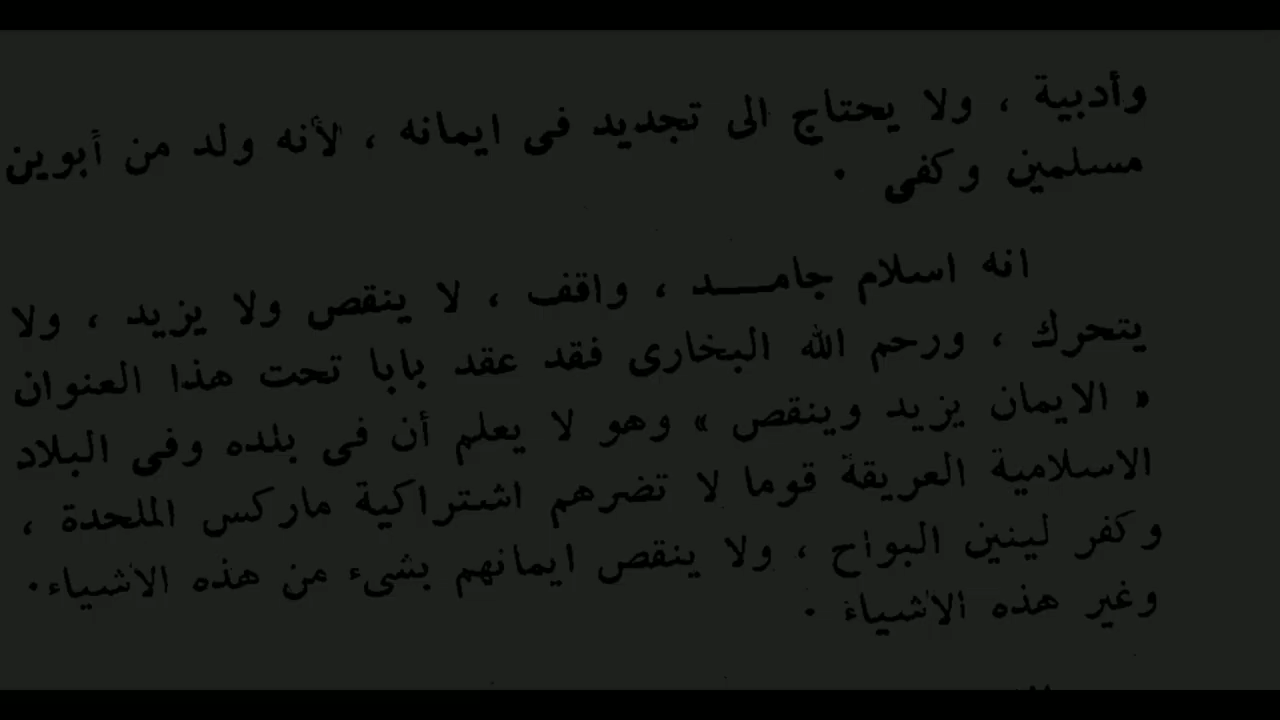 وأدبية ، ولا يحتاج الى تجديد فى ايمانه ، لأنه ولد من أبوين
مسلمين وكفى .
انه اسلام جامـــد ، واقف ، لا ينقص ولا يزيد ، ولا
يتحرك ، ورحم الله البخارى فقد عقد بابا تحت هذا العنوان
« الايمان يزيد وينقص » وهو لا يعلم أن فى بلده وفى البلاد
الاسلامية العريقة قوما لا تضرهم اشتراكية ماركس الملحدة ،
وكفر لينين البواح ، ولا ينقص ايمانهم بشىء من هذه الأشياء .
وغير هذه الأشياء .